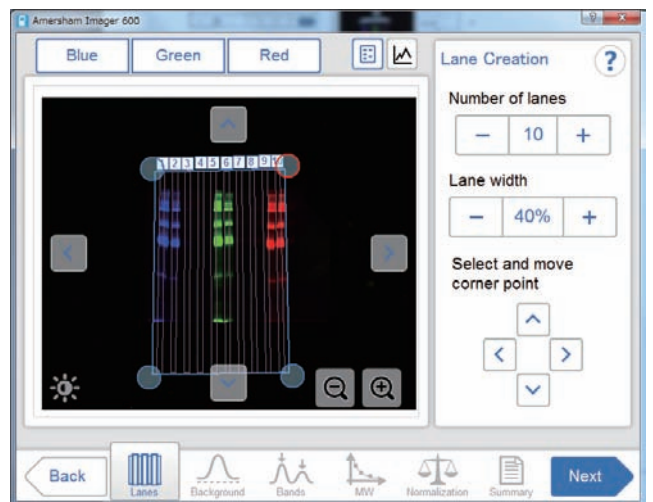 Amersham Imager 600
Blue Green Red
Lane Creation ?
Number of lanes
− 10 +
Lane width
− 40% +
Select and move
corner point
1 2 3 4 5 6 7 8 9 10
Back
Lanes
Background
Bands
MW
Normalization
Summary
Next